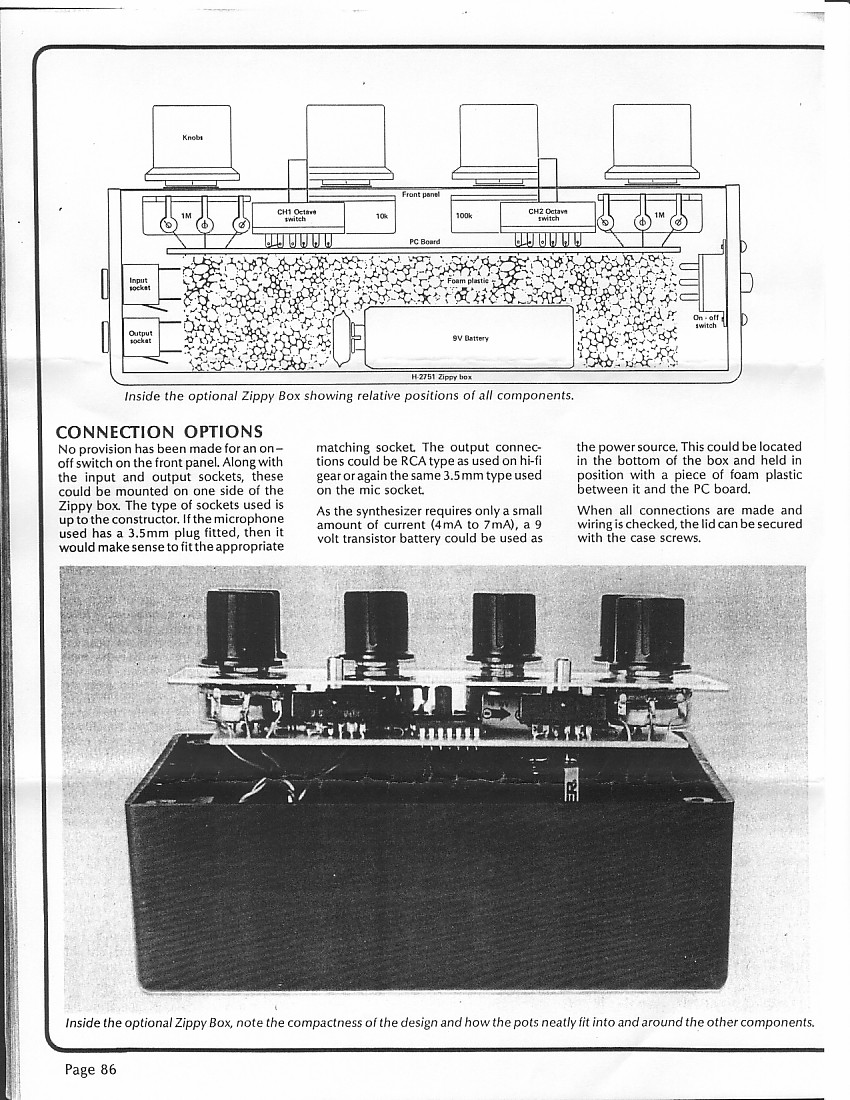 Knobs
Front panel
1M
CH1 Octave
switch
10k
100k
CH2 Octave
switch
1M
PC Board
Input
socket
Foam plastic
On - off
switch
Output
socket
9V Battery
H-2751 Zippy box
Inside the optional Zippy Box showing relative positions of all components.
CONNECTION OPTIONS
No provision has been made for an on–
off switch on the front panel. Along with
the input and output sockets, these
could be mounted on one side of the
Zippy box. The type of sockets used is
up to the constructor. If the microphone
used has a 3.5mm plug fitted, then it
would make sense to fit the appropriate
matching socket. The output connec-
tions could be RCA type as used on hi-fi
gear or again the same 3.5mm type used
on the mic socket.
As the synthesizer requires only a small
amount of current (4mA to 7mA), a 9
volt transistor battery could be used as
the power source. This could be located
in the bottom of the box and held in
position with a piece of foam plastic
between it and the PC board.
When all connections are made and
wiring is checked, the lid can be secured
with the case screws.
ER
Inside the optional Zippy Box, note the compactness of the design and how the pots neatly fit into and around the other components.
Page 86